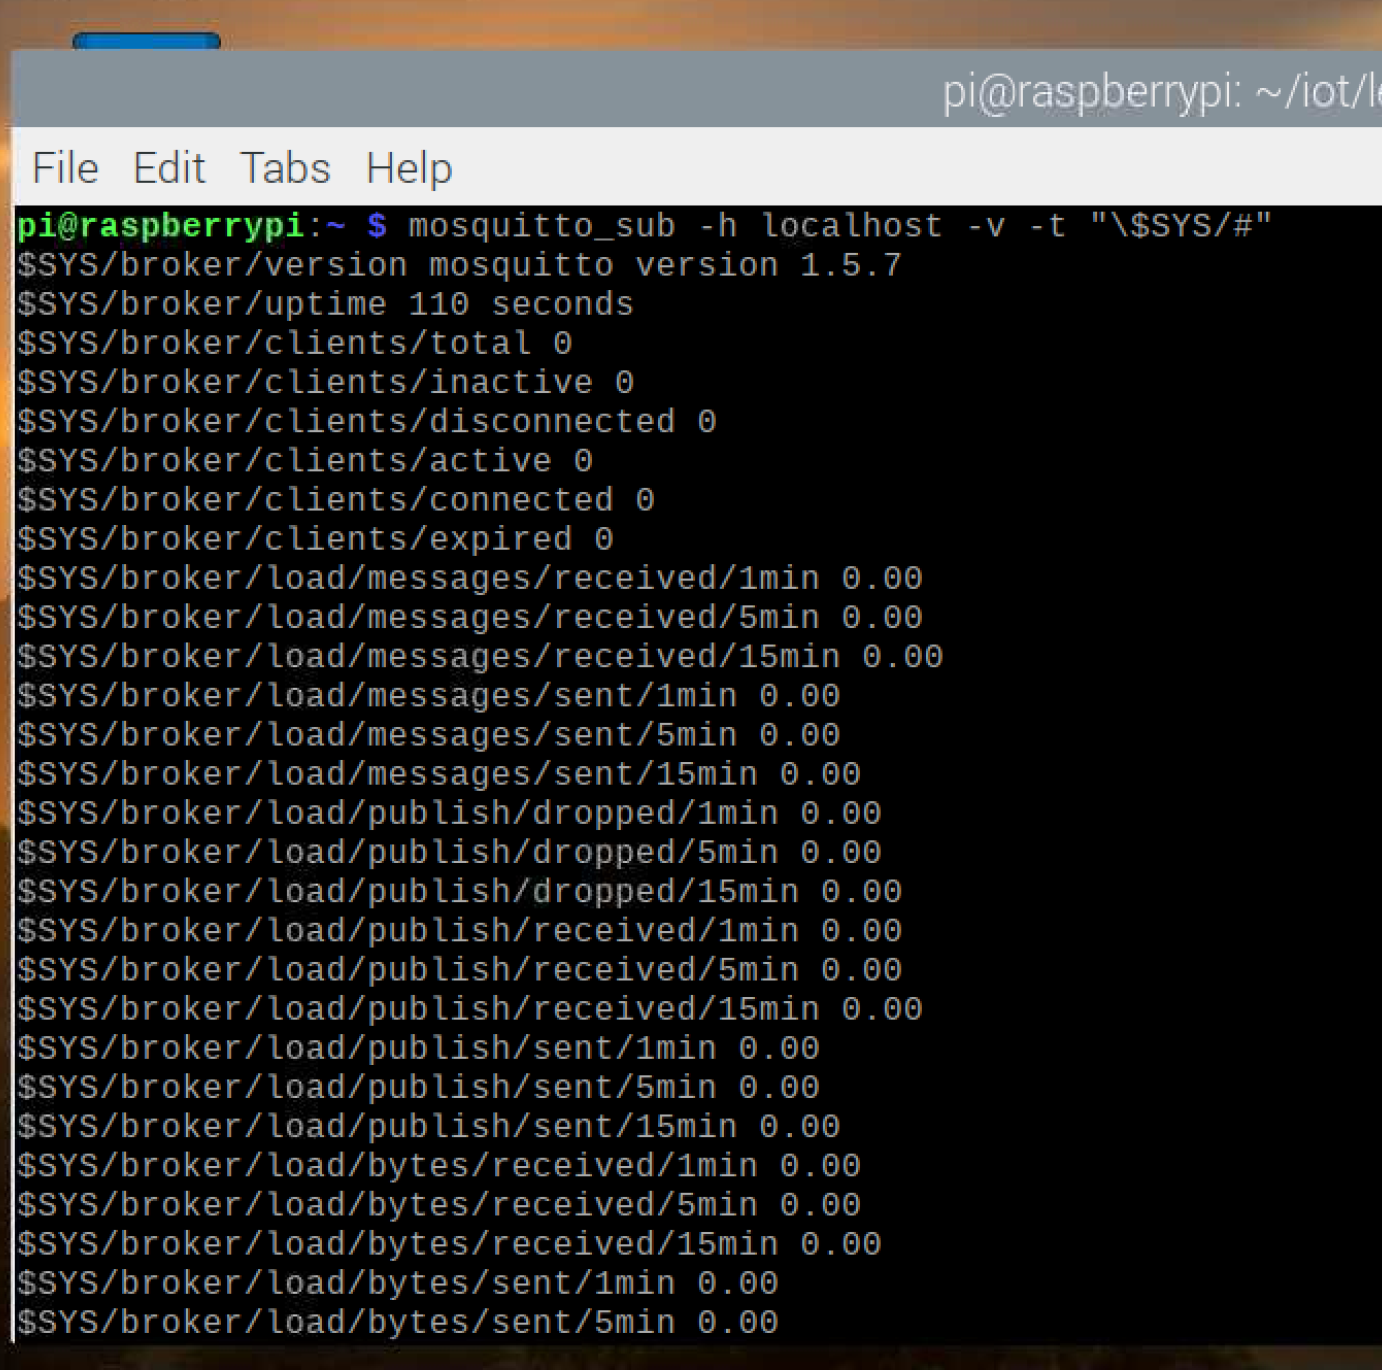 pi@raspberrypi: ~/iot/l
File Edit Tabs Help
pi@raspberrypi:~ $ mosquitto_sub -h localhost -v -t "\$SYS/#"
$SYS/broker/version mosquitto version 1.5.7
$SYS/broker/uptime 110 seconds
$SYS/broker/clients/total 0
$SYS/broker/clients/inactive 0
$SYS/broker/clients/disconnected 0
$SYS/broker/clients/active 0
$SYS/broker/clients/connected 0
$SYS/broker/clients/expired 0
$SYS/broker/load/messages/received/1min 0.00
$SYS/broker/load/messages/received/5min 0.00
$SYS/broker/load/messages/received/15min 0.00
$SYS/broker/load/messages/sent/1min 0.00
$SYS/broker/load/messages/sent/5min 0.00
$SYS/broker/load/messages/sent/15min 0.00
$SYS/broker/load/publish/dropped/1min 0.00
$SYS/broker/load/publish/dropped/5min 0.00
$SYS/broker/load/publish/dropped/15min 0.00
$SYS/broker/load/publish/received/1min 0.00
$SYS/broker/load/publish/received/5min 0.00
$SYS/broker/load/publish/received/15min 0.00
$SYS/broker/load/publish/sent/1min 0.00
$SYS/broker/load/publish/sent/5min 0.00
$SYS/broker/load/publish/sent/15min 0.00
$SYS/broker/load/bytes/received/1min 0.00
$SYS/broker/load/bytes/received/5min 0.00
$SYS/broker/load/bytes/received/15min 0.00
$SYS/broker/load/bytes/sent/1min 0.00
$SYS/broker/load/bytes/sent/5min 0.00